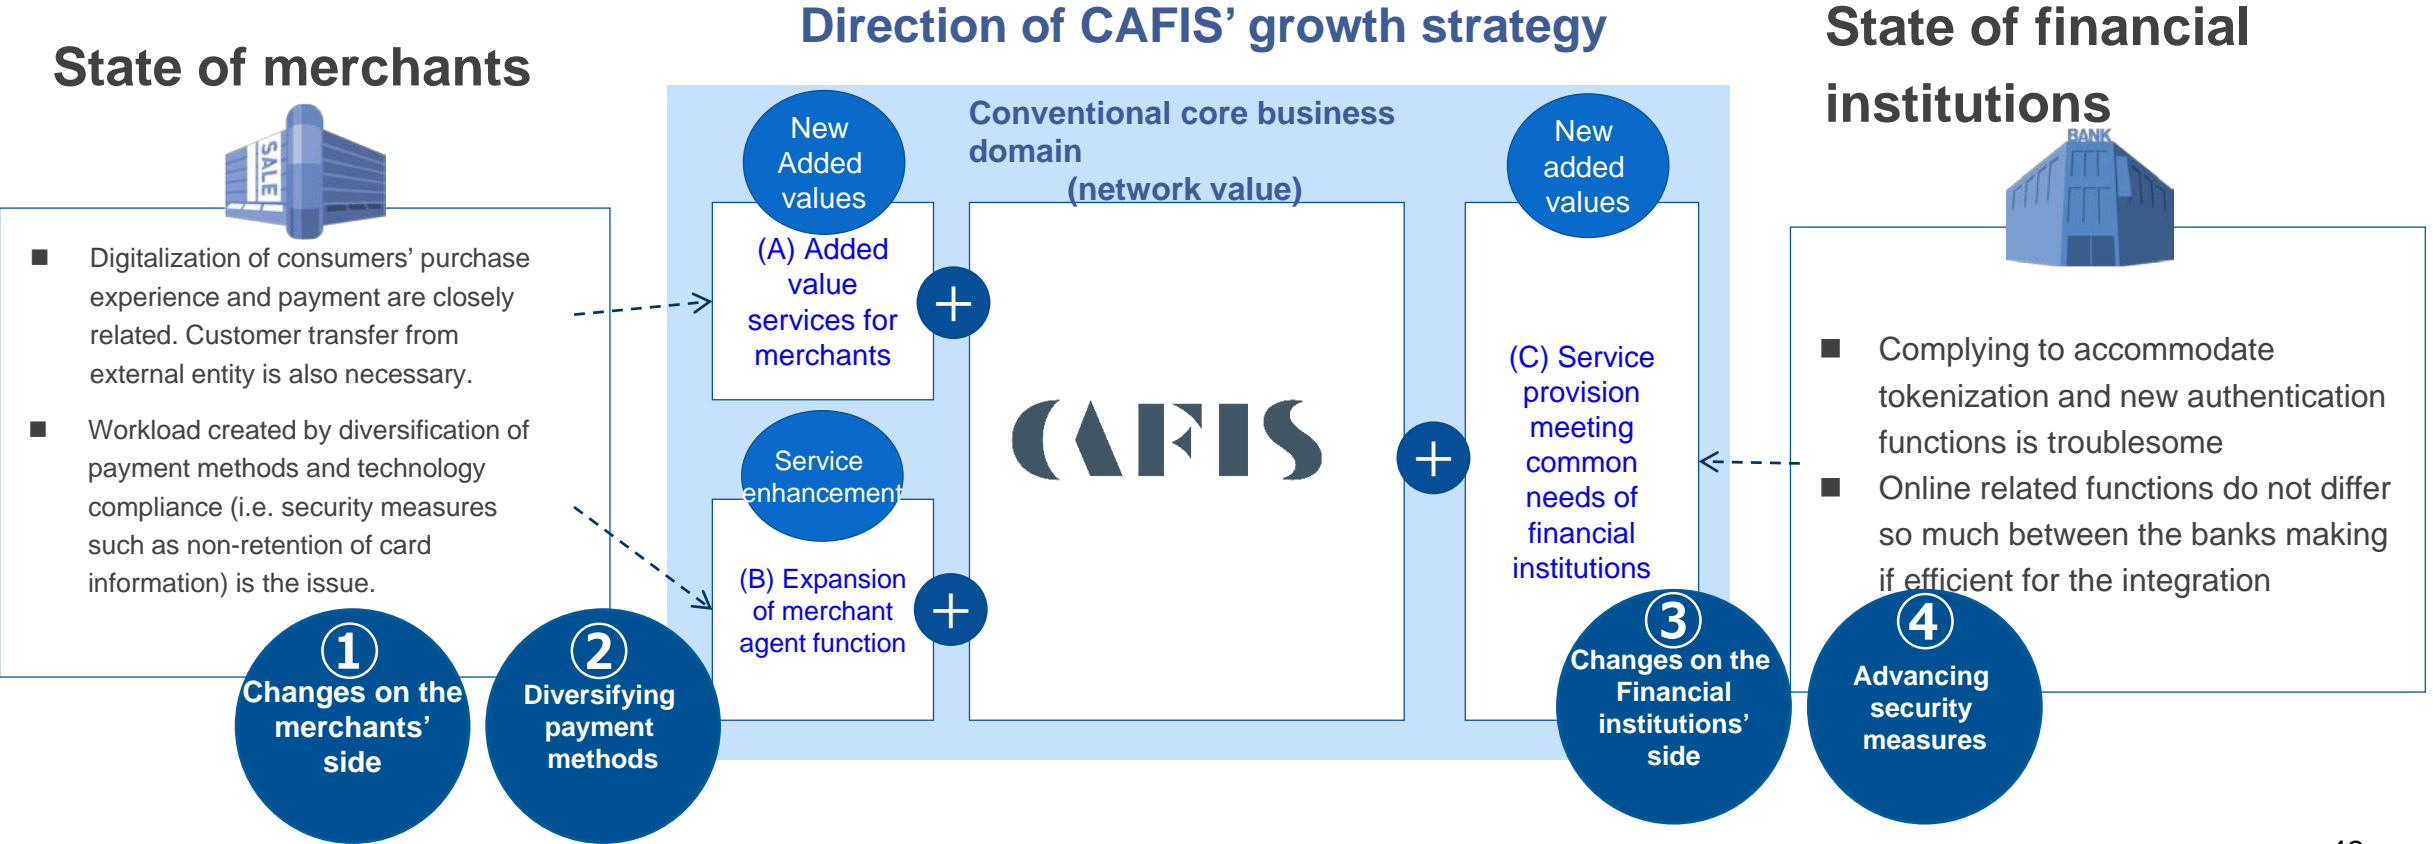 Direction of CAFIS’ growth strategy
State of merchants
SALE
■ Digitalization of consumers’ purchase
experience and payment are closely
related. Customer transfer from
external entity is also necessary.
■ Workload created by diversification of
payment methods and technology
compliance (i.e. security measures
such as non-retention of card
information) is the issue.
①
Changes on the
merchants’
side
②
Diversifying
payment
methods
New
Added
values
(A) Added
value
services for
merchants
+
Service
enhancement
(B) Expansion
of merchant
agent function
+
Conventional core business
domain
(network value)
CAFIS
+
New
added
values
(C) Service
provision
meeting
common
needs of
financial
institutions
③
Changes on the
Financial
institutions’
side
State of financial
institutions
BANK
■ Complying to accommodate
tokenization and new authentication
functions is troublesome
■ Online related functions do not differ
so much between the banks making
if efficient for the integration
④
Advancing
security
measures